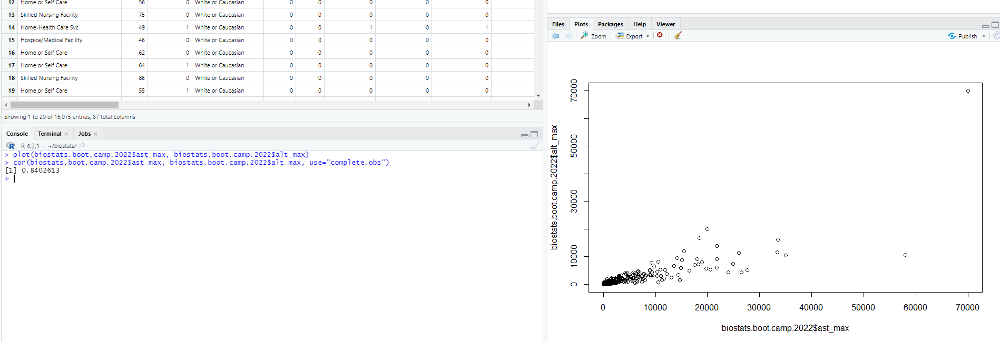 12 Home or Self Care 56 0 White or Caucasian 0 0 0 0 0
13 Skilled Nursing Facility 75 0 White or Caucasian 0 0 0 0 0
14 Home-Health Care Svc 49 1 White or Caucasian 0 0 1 0 1
15 Hospice/Medical Facility 46 0 White or Caucasian 0 0 0 0 0
16 Home or Self Care 62 0 White or Caucasian 0 0 0 0 0
17 Home or Self Care 64 1 White or Caucasian 0 0 0 0 0
18 Skilled Nursing Facility 86 0 White or Caucasian 0 0 0 0 0
19 Home or Self Care 55 1 White or Caucasian 0 0 0 0 0
Showing 1 to 20 of 16,075 entries, 87 total columns
Console Terminal Jobs
R R 4.2.1 · ~/biostats/
> plot(biostats.boot.camp.2022$ast_max, biostats.boot.camp.2022$alt_max)
> cor(biostats.boot.camp.2022$ast_max, biostats.boot.camp.2022$alt_max, use="complete.obs")
[1] 0.8402613
>
Files Plots Packages Help Viewer
Zoom Export Publish
biostats.boot.camp.2022$alt_max
70000
50000
30000
10000
0
0 10000 20000 30000 40000 50000 60000 70000
biostats.boot.camp.2022$ast_max